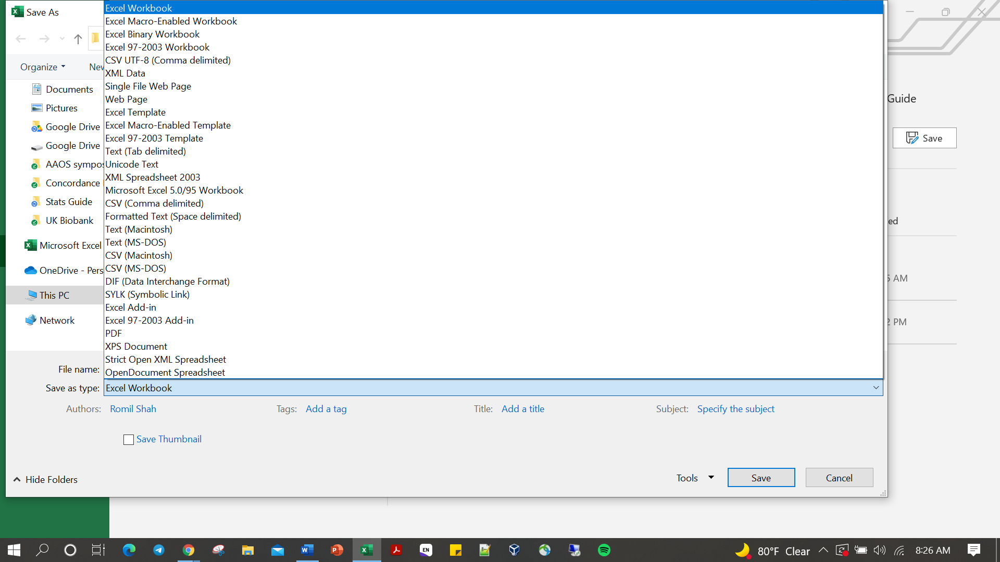 Save As
Organize
New
Documents
Pictures
Google Drive
Google Drive
AAOS sympos
Concordance
Stats Guide
UK Biobank
Microsoft Excel
OneDrive - Pers
This PC
Network
Excel Workbook
Excel Macro-Enabled Workbook
Excel Binary Workbook
Excel 97-2003 Workbook
CSV UTF-8 (Comma delimited)
XML Data
Single File Web Page
Web Page
Excel Template
Excel Macro-Enabled Template
Excel 97-2003 Template
Text (Tab delimited)
Unicode Text
XML Spreadsheet 2003
Microsoft Excel 5.0/95 Workbook
CSV (Comma delimited)
Formatted Text (Space delimited)
Text (Macintosh)
Text (MS-DOS)
CSV (Macintosh)
CSV (MS-DOS)
DIF (Data Interchange Format)
SYLK (Symbolic Link)
Excel Add-in
Excel 97-2003 Add-in
PDF
XPS Document
Strict Open XML Spreadsheet
OpenDocument Spreadsheet
Guide
Save
ed
5 AM
2 PM
File name:
Save as type: Excel Workbook
Authors: Romil Shah Tags: Add a tag Title: Add a title Subject: Specify the subject
Save Thumbnail
Hide Folders
Tools Save Cancel
EN
80°F Clear
8:26 AM